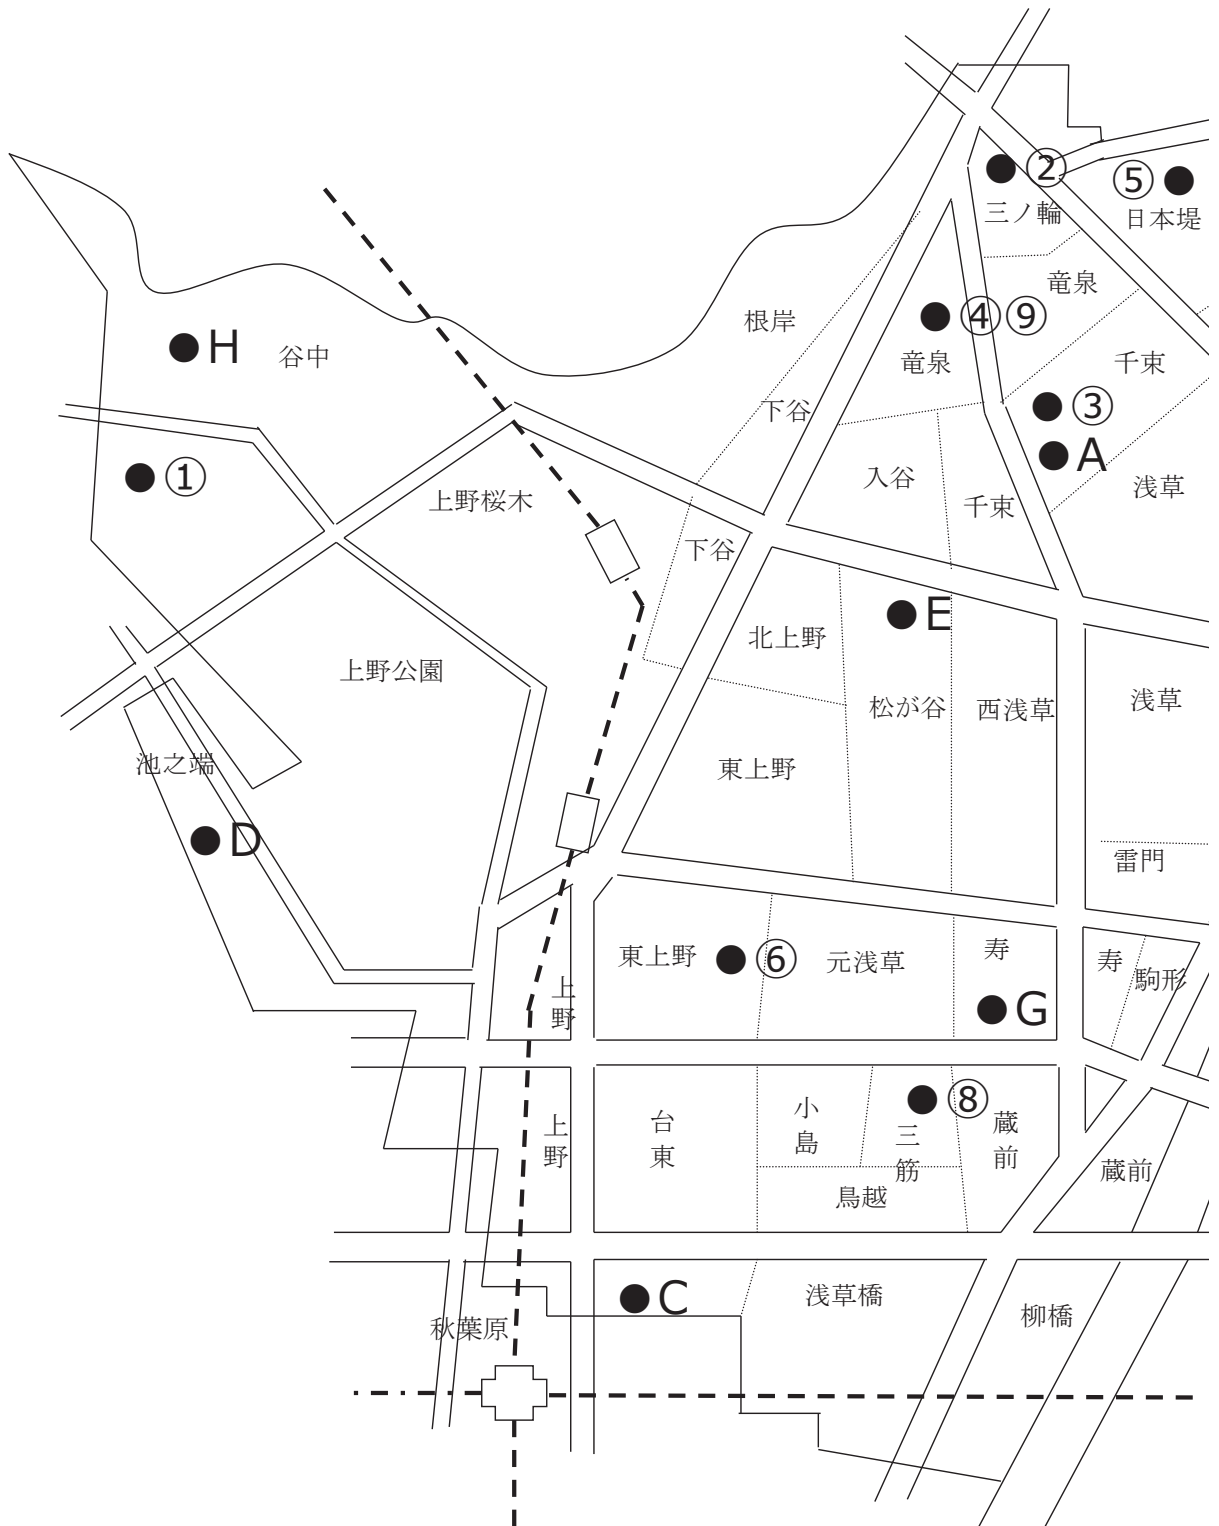 ②
⑤
三ノ輪
日本堤
竜泉
④⑨
根岸
H
谷中
竜泉
千束
下谷
③
A
①
入谷
浅草
上野桜木
千束
下谷
E
北上野
上野公園
松が谷
西浅草
浅草
池之端
東上野
D
雷門
東上野
⑥
元浅草
寿
寿
駒形
上野
G
⑧
台東
小島
三筋
蔵前
上野
蔵前
鳥越
C
浅草橋
柳橋
秋葉原